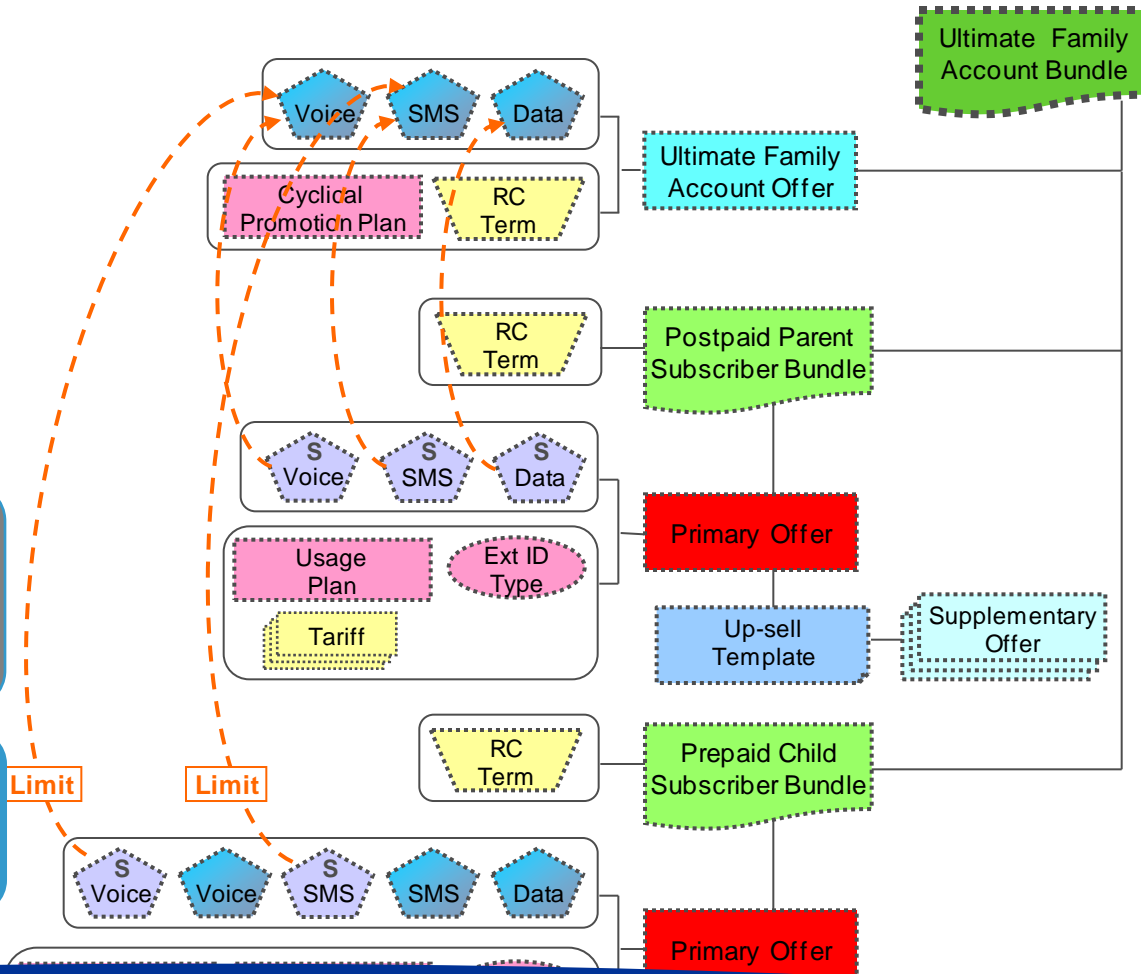 Ultimate Family
Account Bundle
Voice
SMS
Data
Ultimate Family
Account Offer
Cyclical
Promotion Plan
RC
Term
RC
Term
Postpaid Parent
Subscriber Bundle
S
Voice
S
SMS
S
Data
Primary Offer
Usage
Plan
Ext ID
Type
Tariff
Up-sell
Template
Supplementary
Offer
RC
Term
Prepaid Child
Subscriber Bundle
Limit
Limit
S
Voice
Voice
S
SMS
SMS
Data
Primary Offer